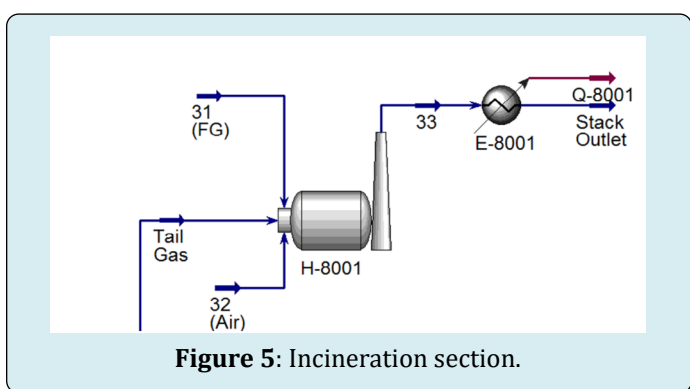 31
(FG)
Tail
Gas
32
(Air)
H-8001
33
E-8001
Q-8001
Stack
Outlet
Figure 5: Incineration section.